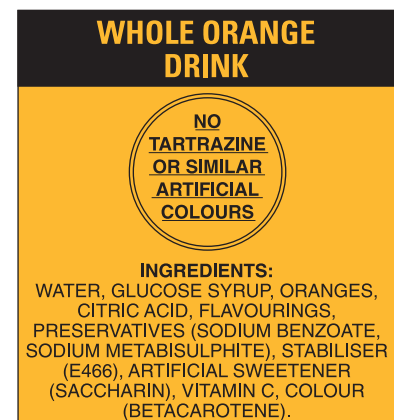 WHOLE ORANGE
DRINK
NO
TARTRAZINE
OR SIMILAR
ARTIFICIAL
COLOURS
INGREDIENTS:
WATER, GLUCOSE SYRUP, ORANGES,
CITRIC ACID, FLAVOURINGS,
PRESERVATIVES (SODIUM BENZOATE,
SODIUM METABISULPHITE), STABILISER
(E466), ARTIFICIAL SWEETENER
(SACCHARIN), VITAMIN C, COLOUR
(BETACAROTENE).